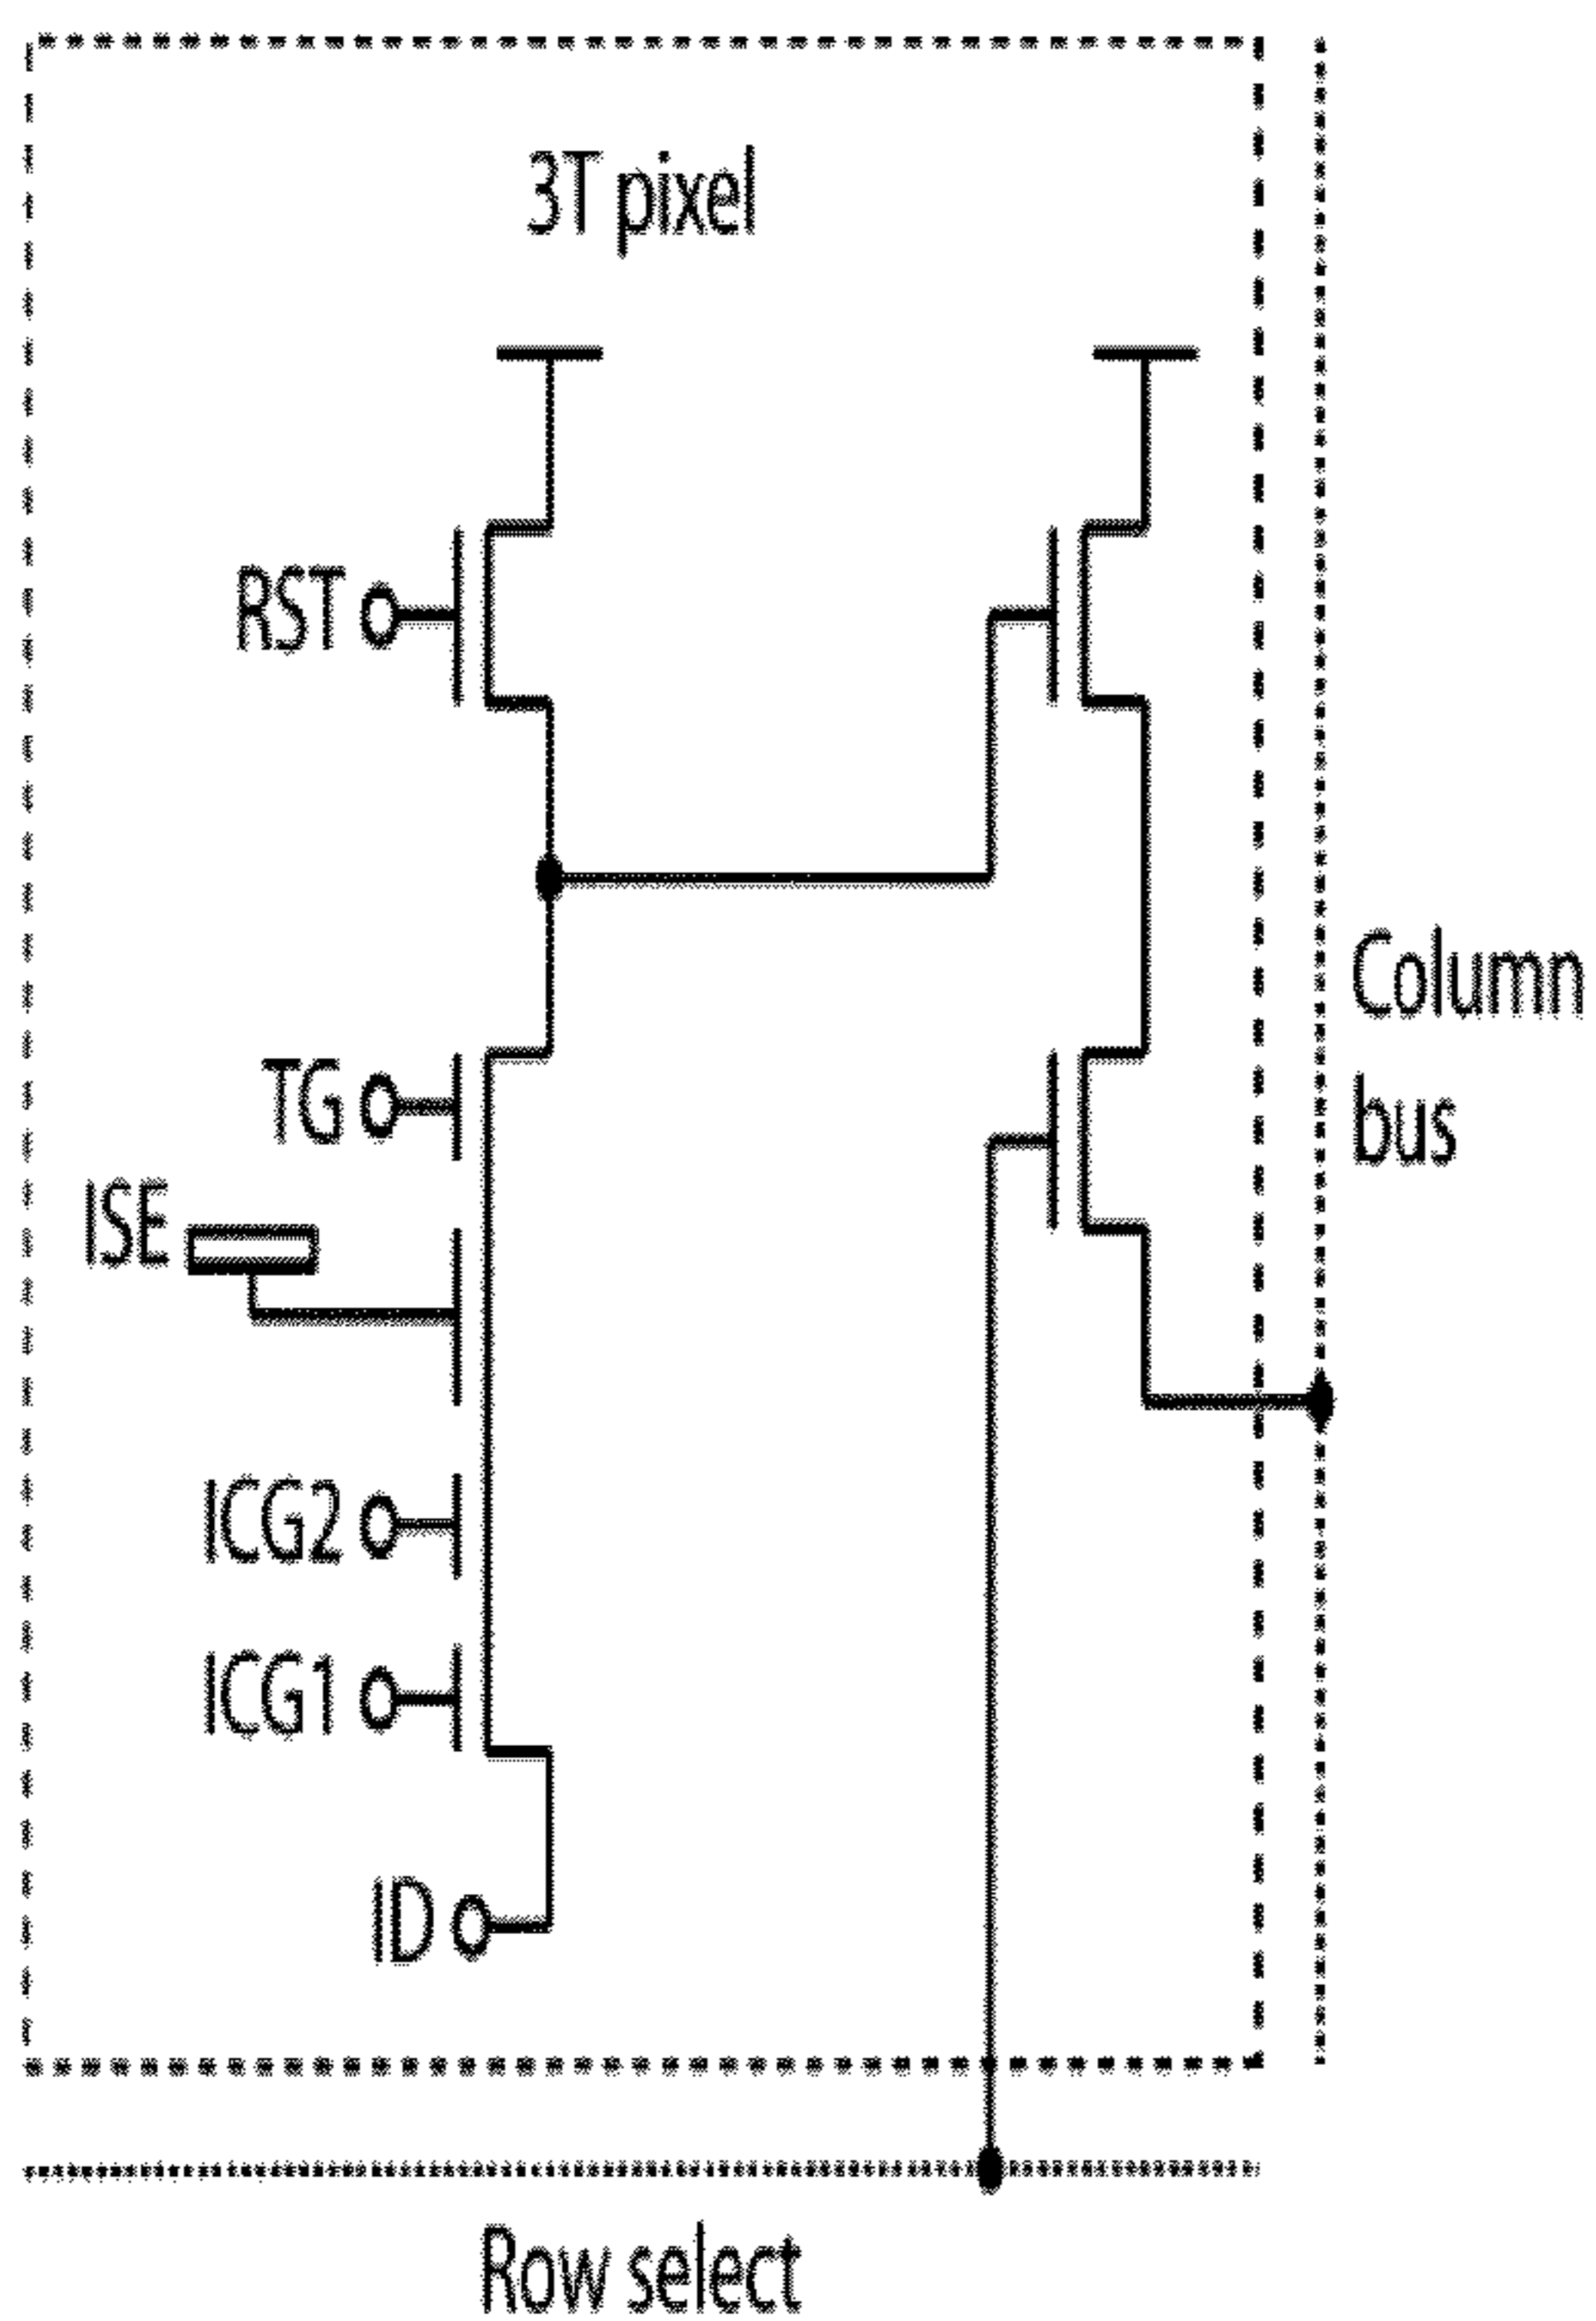 3T pixel
RST
Column
bus
TG
ISE
ICG2
ICG1
ID
Row select